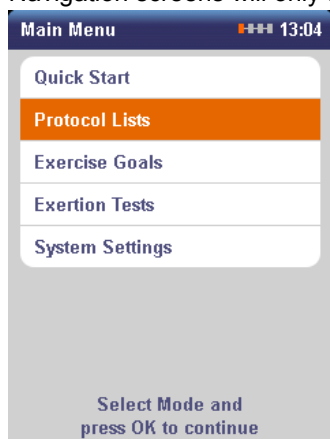 Navigation screens will only
Main Menu 13:04
Quick Start
Protocol Lists
Exercise Goals
Exertion Tests
System Settings
Select Mode and
press OK to continue